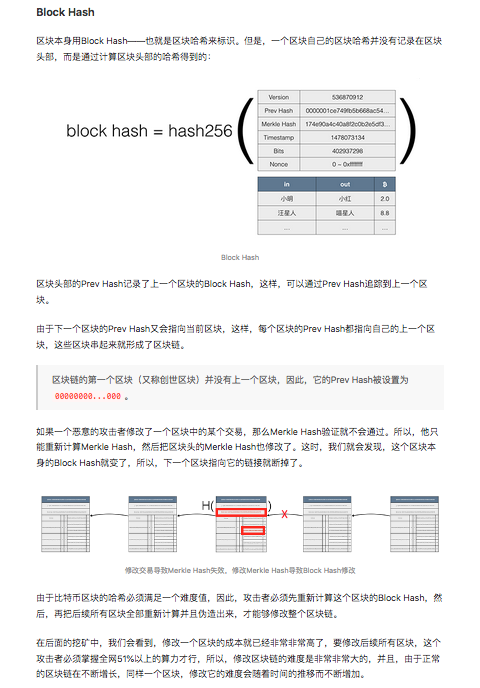 Block Hash
区块本身用Block Hash——也就是区块哈希来标识。但是，一个区块自己的区块哈希并没有记录在区块
头部，而是通过计算区块头部的哈希得到的：
block hash = hash256
Version 536870912
Prev Hash 0000001ce749fb5b668ac54...
Merkle Hash 174e90a4c40a8f2c0b2e5df3...
Timestamp 1478073134
Bits 402937298
Nonce 0 ~ 0xffffffff
in out ₿
小明 小红 2.0
汪星人 喵星人 8.8
... ... ...
Block Hash
区块头部的Prev Hash记录了上一个区块的Block Hash，这样，可以通过Prev Hash追踪到上一个区
块。
由于下一个区块的Prev Hash又会指向当前区块，这样，每个区块的Prev Hash都指向自己的上一个区
块，这些区块串起来就形成了区块链。
区块链的第一个区块（又称创世区块）并没有上一个区块，因此，它的Prev Hash被设置为
00000000...000 。
如果一个恶意的攻击者修改了一个区块中的某个交易，那么Merkle Hash验证就不会通过。所以，他只
能重新计算Merkle Hash，然后把区块头的Merkle Hash也修改了。这时，我们就会发现，这个区块本
身的Block Hash就变了，所以，下一个区块指向它的链接就断掉了。
H( ) X
修改交易导致Merkle Hash失效，修改Merkle Hash导致Block Hash修改
由于比特币区块的哈希必须满足一个难度值，因此，攻击者必须先重新计算这个区块的Block Hash，然
后，再把后续所有区块全部重新计算并且伪造出来，才能够修改整个区块链。
在后面的挖矿中，我们会看到，修改一个区块的成本就已经非常非常高了，要修改后续所有区块，这个
攻击者必须掌握全网51%以上的算力才行，所以，修改区块链的难度是非常非常大的，并且，由于正常
的区块链在不断增长，同样一个区块，修改它的难度会随着时间的推移而不断增加。